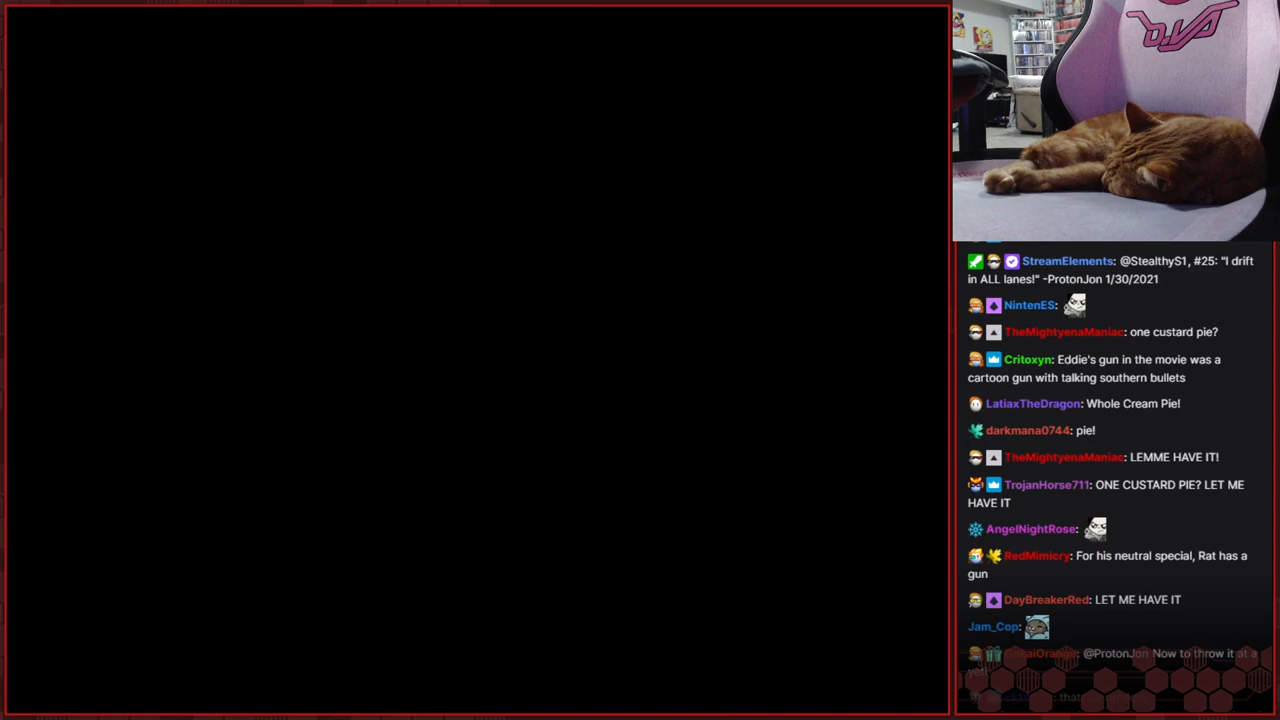 D.VA
StreamElements: @StealthyS1, #25: "I drift
in ALL lanes!" -ProtonJon 1/30/2021
NintenES:
TheMightyenaManiac: one custard pie?
Critoxyn: Eddie's gun in the movie was a
cartoon gun with talking southern bullets
LatiaxTheDragon: Whole Cream Pie!
darkmana0744: pie!
TheMightyenaManiac: LEMME HAVE IT!
TrojanHorse711: ONE CUSTARD PIE? LET ME
HAVE IT
AngelNightRose:
RedMimicry: For his neutral special, Rat has a
gun
DayBreakerRed: LET ME HAVE IT
Jam_Cop:
@ProtonJon Now to throw it at a
yeti